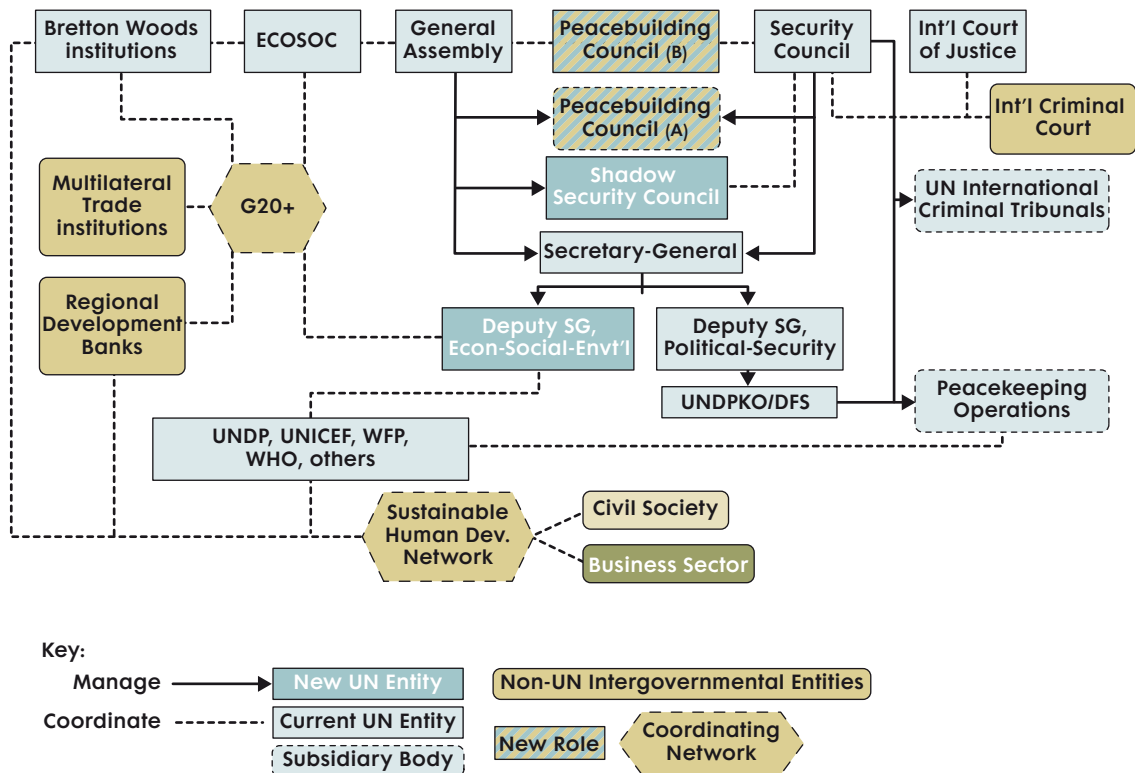 Bretton Woods
institutions
ECOSOC
General
Assembly
Peacebuilding
Council (B)
Security
Council
Int'l Court
of Justice
Peacebuilding
Council (A)
Int'l Criminal
Court
Multilateral
Trade
institutions
G20+
Shadow
Security Council
UN International
Criminal Tribunals
Secretary-General
Regional
Development
Banks
Deputy SG,
Econ-Social-Envt'l
Deputy SG,
Political-Security
UNDPKO/DFS
Peacekeeping
Operations
UNDP, UNICEF, WFP,
WHO, others
Sustainable
Human Dev.
Network
Civil Society
Business Sector
Key:
Manage
New UN Entity
Non-UN Intergovernmental Entities
Coordinate
Current UN Entity
New Role
Coordinating
Network
Subsidiary Body